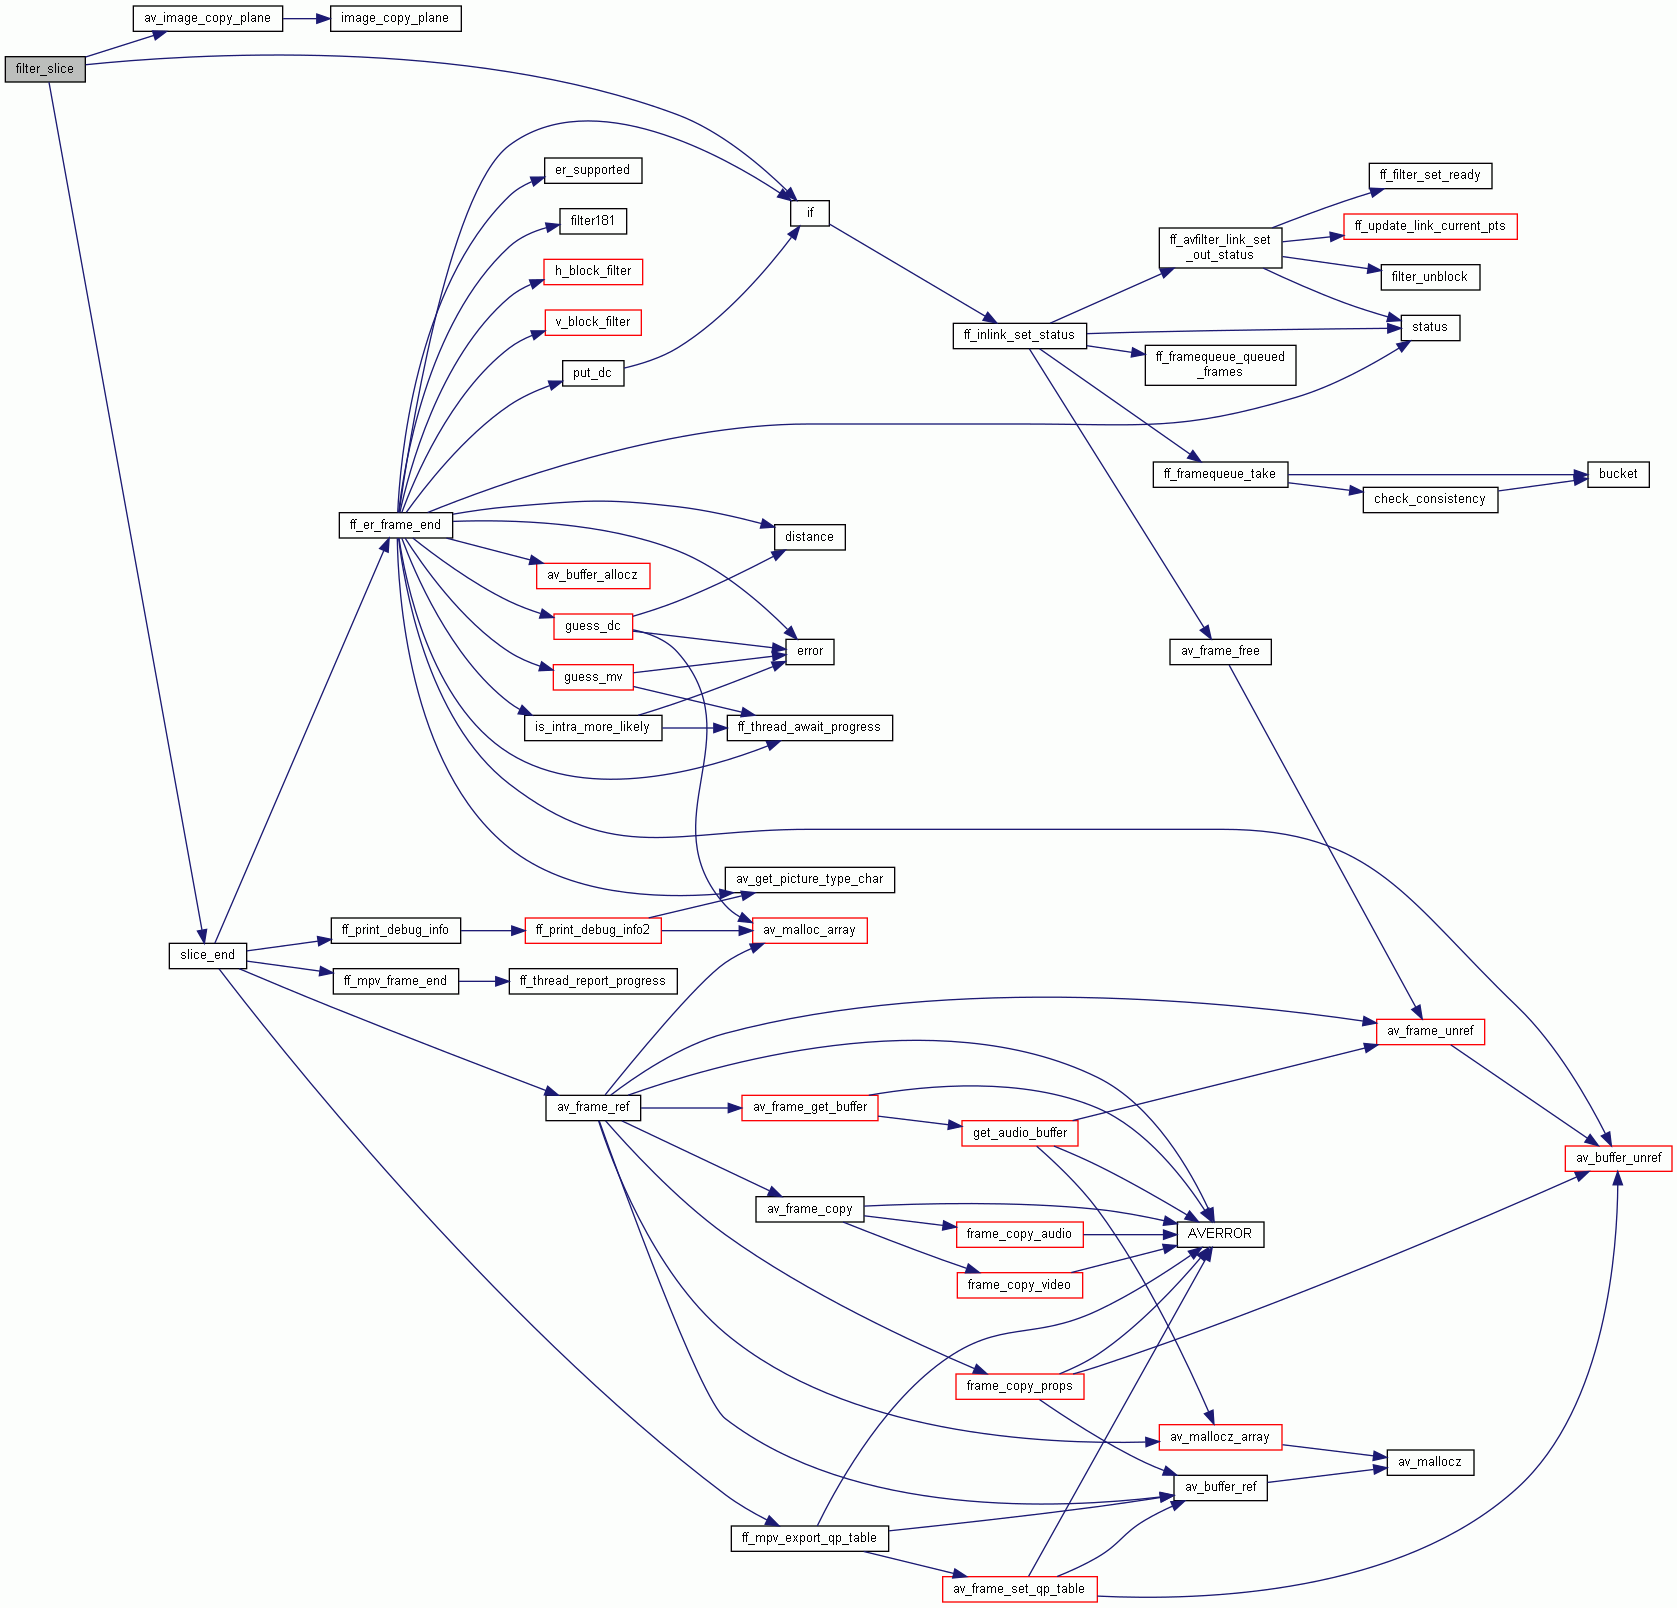 av_image_copy_plane
image_copy_plane
filter_slice
er_supported
ff_filter_set_ready
if
filter181
ff_update_link_current_pts
ff_avfilter_link_set
_out_status
h_block_filter
filter_unblock
v_block_filter
status
ff_inlink_set_status
ff_framequeue_queued
_frames
put_dc
ff_framequeue_take
bucket
check_consistency
ff_er_frame_end
distance
av_buffer_allocz
guess_dc
error
av_frame_free
guess_mv
is_intra_more_likely
ff_thread_await_progress
av_get_picture_type_char
ff_print_debug_info
ff_print_debug_info2
av_malloc_array
slice_end
ff_mpv_frame_end
ff_thread_report_progress
av_frame_unref
av_frame_ref
av_frame_get_buffer
get_audio_buffer
av_buffer_unref
av_frame_copy
frame_copy_audio
AVERROR
frame_copy_video
frame_copy_props
av_mallocz_array
av_mallocz
av_buffer_ref
ff_mpv_export_qp_table
av_frame_set_qp_table